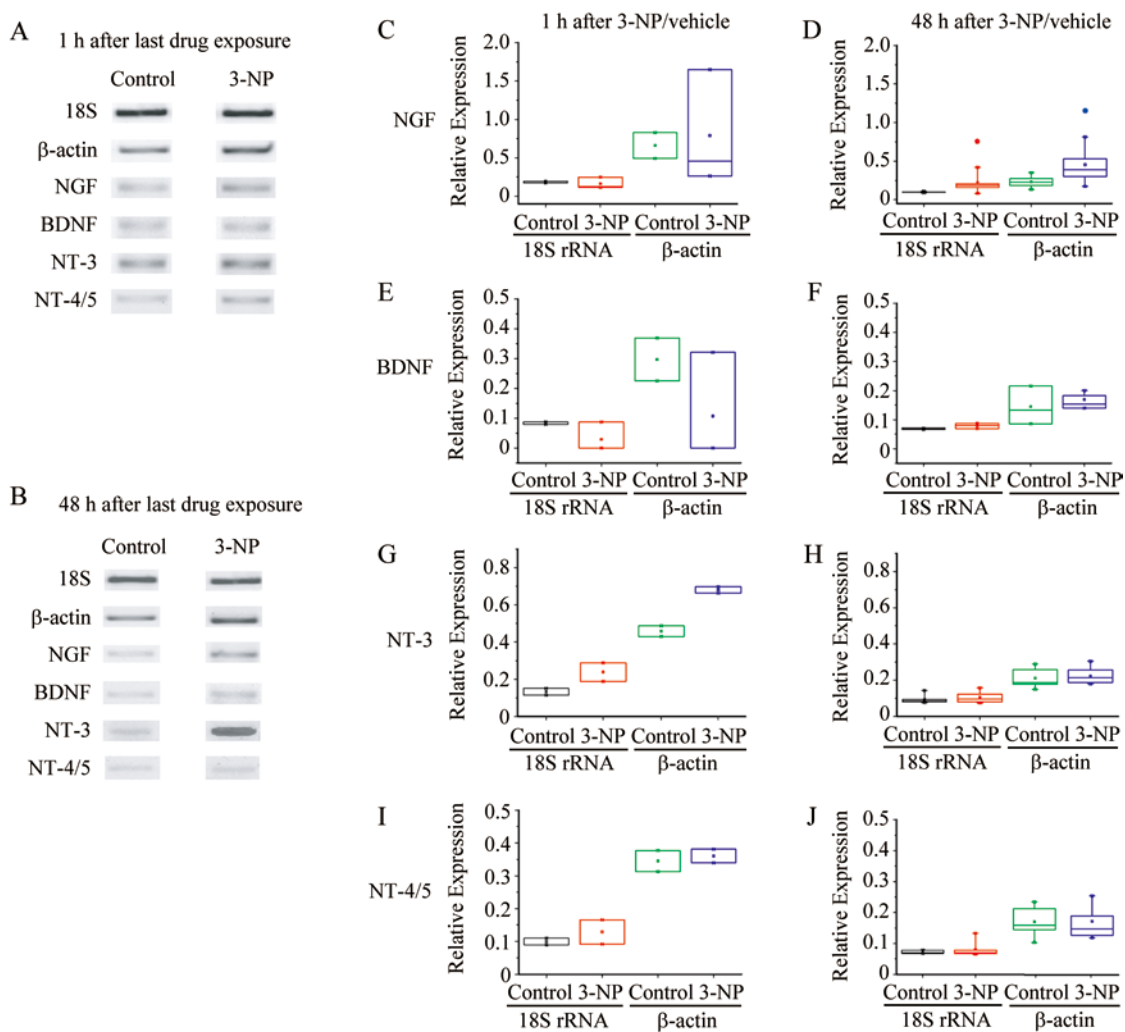 A
1 h after last drug exposure
Control 3-NP
18S
β-actin
NGF
BDNF
NT-3
NT-4/5
B
48 h after last drug exposure
Control 3-NP
18S
β-actin
NGF
BDNF
NT-3
NT-4/5
C 1 h after 3-NP/vehicle
NGF
Relative Expression
2.0
1.5
1.0
0.5
0
Control 3-NP Control 3-NP
18S rRNA β-actin
D 48 h after 3-NP/vehicle
Relative Expression
2.0
1.5
1.0
0.5
0
Control 3-NP Control 3-NP
18S rRNA β-actin
E
BDNF
Relative Expression
0.5
0.4
0.3
0.2
0.1
0
Control 3-NP Control 3-NP
18S rRNA β-actin
F
Relative Expression
0.5
0.4
0.3
0.2
0.1
0
Control 3-NP Control 3-NP
18S rRNA β-actin
G
NT-3
Relative Expression
0.8
0.6
0.4
0.2
0
Control 3-NP Control 3-NP
18S rRNA β-actin
H
Relative Expression
0.8
0.6
0.4
0.2
0
Control 3-NP Control 3-NP
18S rRNA β-actin
I
NT-4/5
Relative Expression
0.5
0.4
0.3
0.2
0.1
0
Control 3-NP Control 3-NP
18S rRNA β-actin
J
Relative Expression
0.5
0.4
0.3
0.2
0.1
0
Control 3-NP Control 3-NP
18S rRNA β-actin